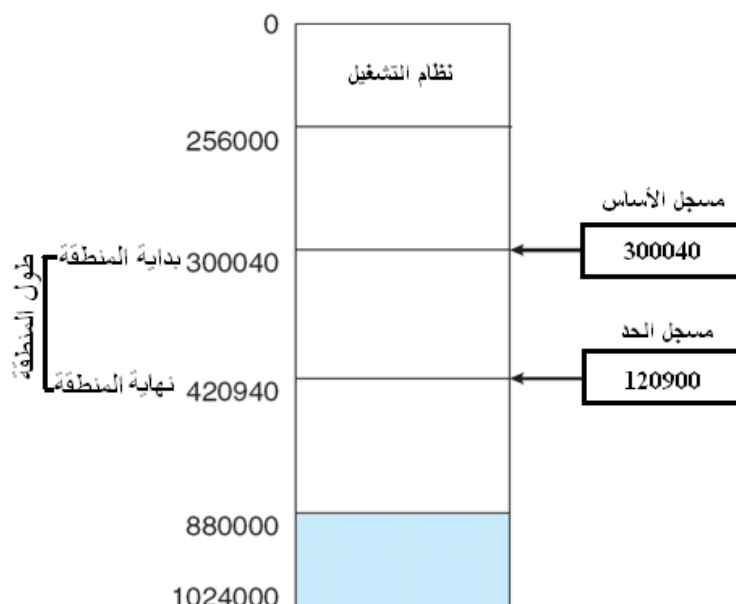 0
نظام التشغيل
256000
مسجل الأساس
300040
بداية المنطقة
300040
طول المنطقة
مسجل الحد
120900
نهاية المنطقة
420940
880000
1024000